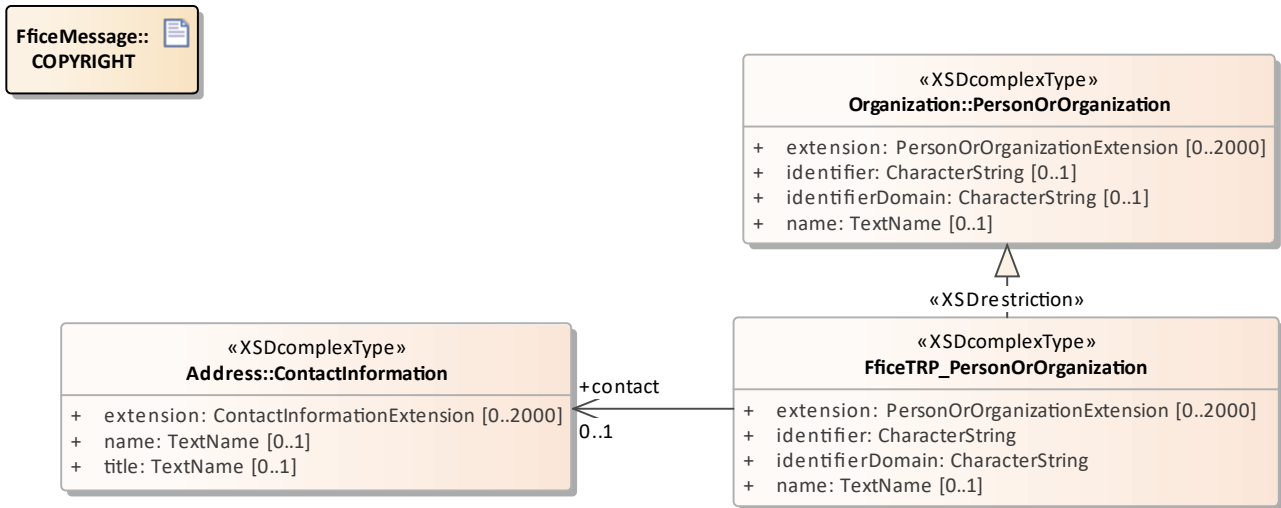 FficeMessage::
COPYRIGHT
«XSDcomplexType»
Organization::PersonOrOrganization
+ extension: PersonOrOrganizationExtension [0..2000]
+ identifier: CharacterString [0..1]
+ identifierDomain: CharacterString [0..1]
+ name: TextName [0..1]
«XSDrestriction»
«XSDcomplexType»
Address::ContactInformation
+ extension: ContactInformationExtension [0..2000]
+ name: TextName [0..1]
+ title: TextName [0..1]
+contact
0..1
«XSDcomplexType»
FficeTRP_PersonOrOrganization
+ extension: PersonOrOrganizationExtension [0..2000]
+ identifier: CharacterString
+ identifierDomain: CharacterString
+ name: TextName [0..1]